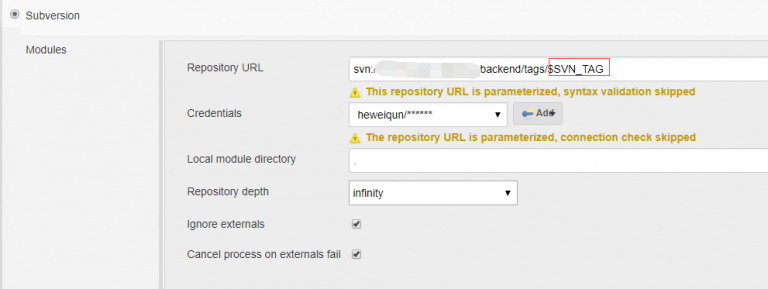 Subversion
Modules
Repository URL
svn:/ backend/tags/$SVN_TAG
This repository URL is parameterized, syntax validation skipped
Credentials
heweiqun/******
Add
The repository URL is parameterized, connection check skipped
Local module directory
.
Repository depth
infinity
Ignore externals
Cancel process on externals fail